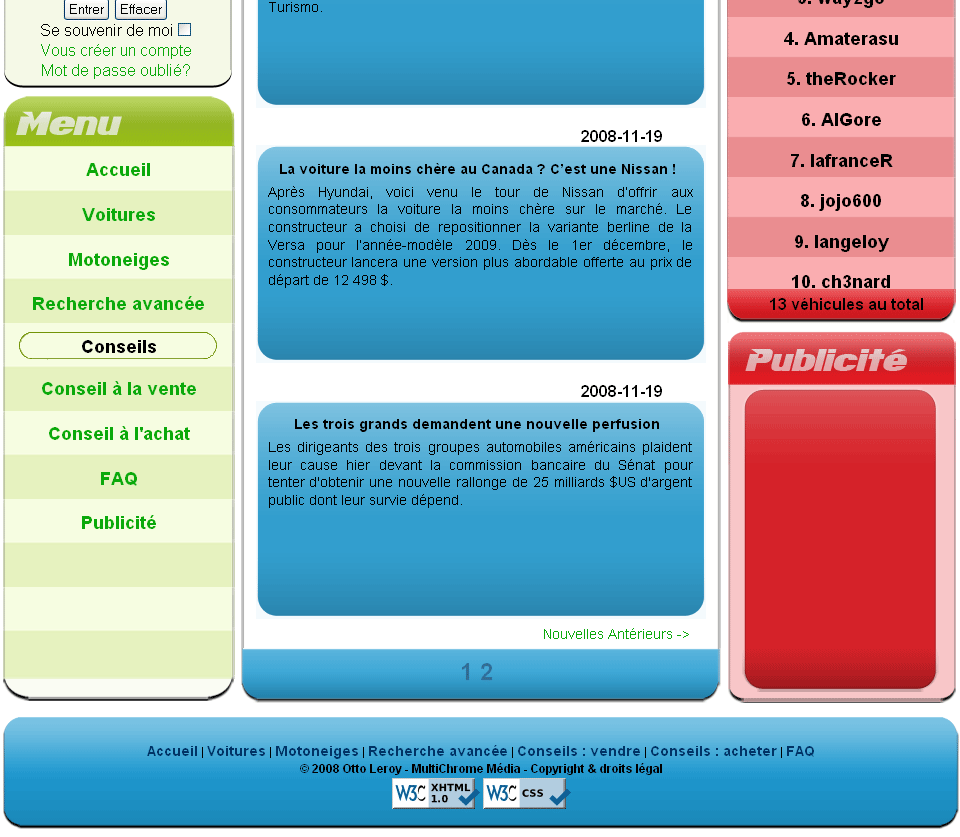 Entrer Effacer
Se souvenir de moi
Vous créer un compte
Mot de passe oublié?
Menu
Accueil
Voitures
Motoneiges
Recherche avancée
Conseils
Conseil à la vente
Conseil à l'achat
FAQ
Publicité
Turismo.
2008-11-19
La voiture la moins chère au Canada ? C'est une Nissan !
Après Hyundai, voici venu le tour de Nissan d'offrir aux
consommateurs la voiture la moins chère sur le marché. Le
constructeur a choisi de repositionner la variante berline de la
Versa pour l'année-modèle 2009. Dès le 1er décembre, le
constructeur lancera une version plus abordable offerte au prix de
départ de 12 498 $.
2008-11-19
Les trois grands demandent une nouvelle perfusion
Les dirigeants des trois groupes automobiles américains plaident
leur cause hier devant la commission bancaire du Sénat pour
tenter d'obtenir une nouvelle rallonge de 25 milliards $US d'argent
public dont leur survie dépend.
Nouvelles Antérieurs ->
1 2
3. way2go
4. Amaterasu
5. theRocker
6. AlGore
7. lafranceR
8. jojo600
9. langeloy
10. ch3nard
13 véhicules au total
Publicité
Accueil | Voitures | Motoneiges | Recherche avancée | Conseils : vendre | Conseils : acheter | FAQ
© 2008 Otto Leroy - MultiChrome Média - Copyright & droits légal
W3C XHTML 1.0 W3C CSS